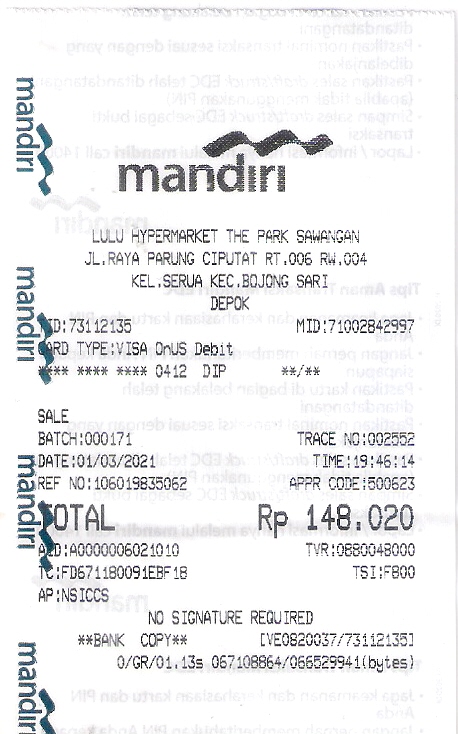 mandiri
LULU HYPERMARKET THE PARK SAWANGAN
JL.RAYA PARUNG CIPUTAT RT.006 RW.004
KEL.SERUA KEC.BOJONG SARI
DEPOK
TID:73112135 MID:71002842997
CARD TYPE:VISA OnUS Debit
**** **** **** 0412 DIP **/**
SALE
BATCH:000171 TRACE NO:002552
DATE:01/03/2021 TIME:19:46:14
REF NO:106019835062 APPR CODE:500623
TOTAL Rp 148.020
AID:A0000006021010 TVR:0880048000
TC:FD671180091EBF18 TSI:F800
AP:NSICCS
NO SIGNATURE REQUIRED
**BANK COPY** [VE0820037/73112135]
0/GR/01.13s 067108864/066529941(bytes)
mandiri
mandiri
mandiri
mandiri